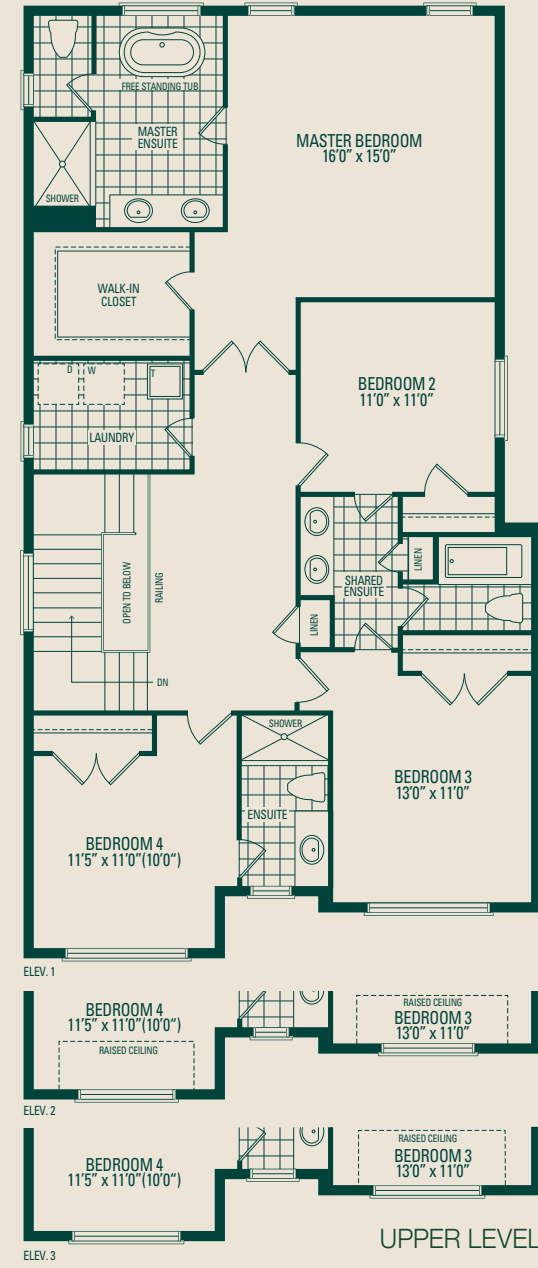 FREE STANDING TUB
MASTER
ENSUITE
SHOWER
MASTER BEDROOM
16'0" x 15'0"
WALK-IN
CLOSET
D W
T
LAUNDRY
BEDROOM 2
11'0" x 11'0"
OPEN TO BELOW
RAILING
DN
LINEN
SHARED
ENSUITE
LINEN
SHOWER
ENSUITE
BEDROOM 3
13'0" x 11'0"
BEDROOM 4
11'5" x 11'0"(10'0")
ELEV. 1
BEDROOM 4
11'5" x 11'0"(10'0")
RAISED CEILING
RAISED CEILING
BEDROOM 3
13'0" x 11'0"
ELEV. 2
BEDROOM 4
11'5" x 11'0"(10'0")
RAISED CEILING
BEDROOM 3
13'0" x 11'0"
ELEV. 3
UPPER LEVEL